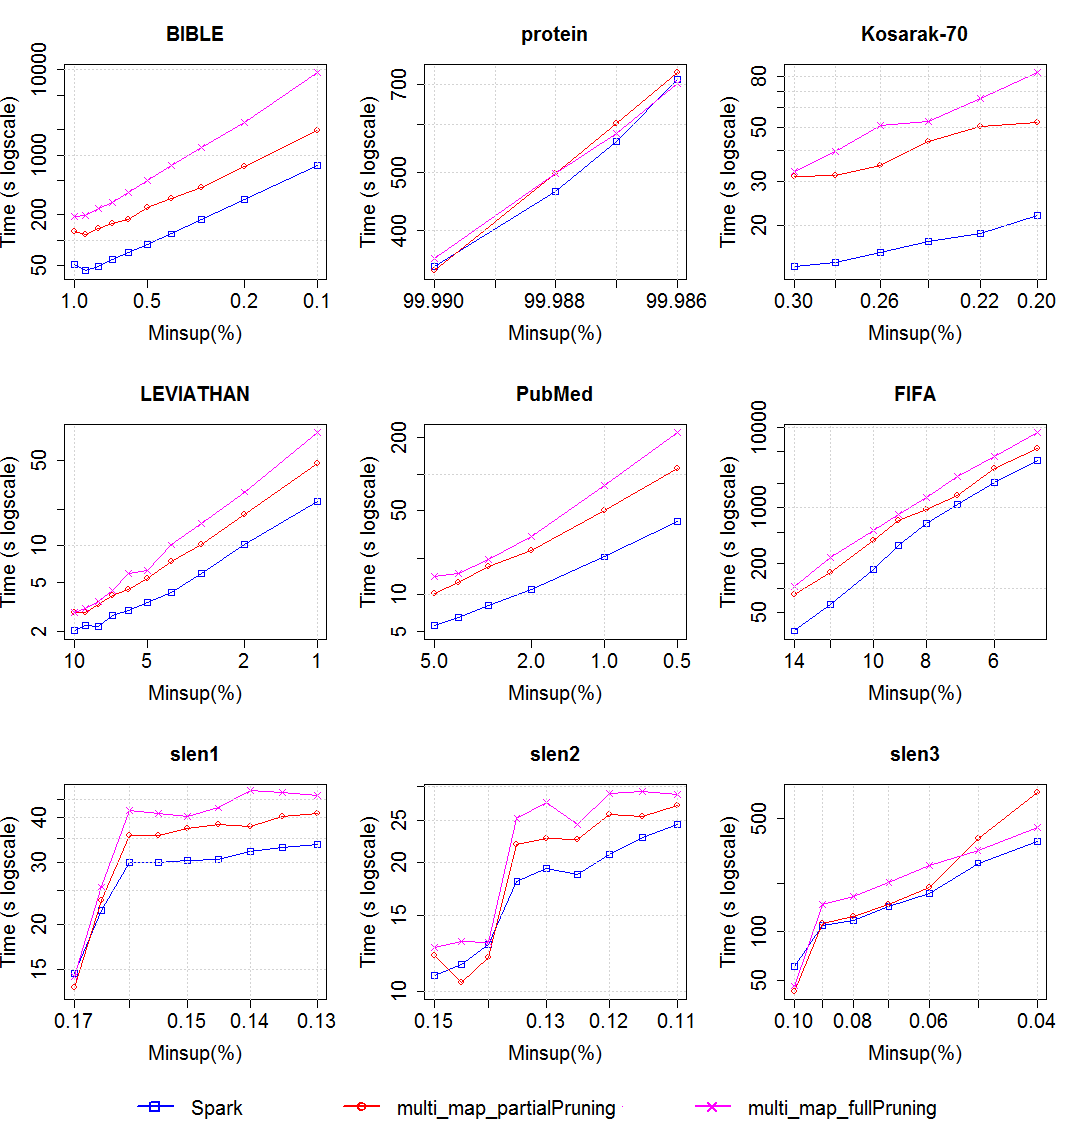 BIBLE
protein
Kosarak-70
Time (s logscale)
10000
1000
200
50
1.0
0.5
0.2
0.1
Minsup(%)
Time (s logscale)
700
500
400
99.990
99.988
99.986
Minsup(%)
Time (s logscale)
80
50
30
20
0.30
0.26
0.22
0.20
Minsup(%)
LEVIATHAN
PubMed
FIFA
Time (s logscale)
50
10
5
2
10
5
2
1
Minsup(%)
Time (s logscale)
200
50
10
5
5.0
2.0
1.0
0.5
Minsup(%)
Time (s logscale)
10000
1000
200
50
14
10
8
6
Minsup(%)
slen1
slen2
slen3
Time (s logscale)
40
30
20
15
0.17
0.15
0.14
0.13
Minsup(%)
Time (s logscale)
25
20
15
10
0.15
0.13
0.12
0.11
Minsup(%)
Time (s logscale)
500
100
50
0.10
0.08
0.06
0.04
Minsup(%)
Spark
multi_map_partialPruning
multi_map_fullPruning